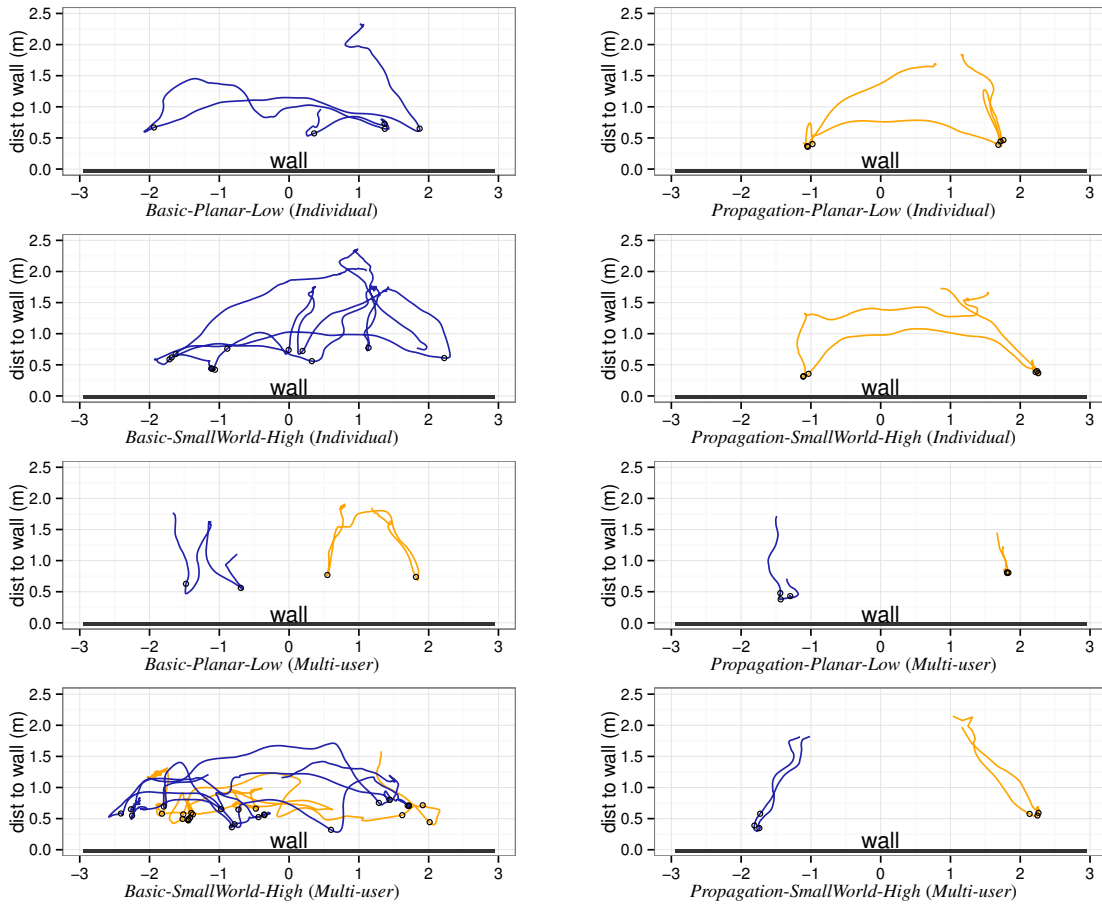 dist to wall (m)
2.5
2.0
1.5
1.0
0.5
0.0
wall
−3 −2 −1 0 1 2 3
Basic-Planar-Low (Individual)
dist to wall (m)
2.5
2.0
1.5
1.0
0.5
0.0
wall
−3 −2 −1 0 1 2 3
Propagation-Planar-Low (Individual)
dist to wall (m)
2.5
2.0
1.5
1.0
0.5
0.0
wall
−3 −2 −1 0 1 2 3
Basic-SmallWorld-High (Individual)
dist to wall (m)
2.5
2.0
1.5
1.0
0.5
0.0
wall
−3 −2 −1 0 1 2 3
Propagation-SmallWorld-High (Individual)
dist to wall (m)
2.5
2.0
1.5
1.0
0.5
0.0
wall
−3 −2 −1 0 1 2 3
Basic-Planar-Low (Multi-user)
dist to wall (m)
2.5
2.0
1.5
1.0
0.5
0.0
wall
−3 −2 −1 0 1 2 3
Propagation-Planar-Low (Multi-user)
dist to wall (m)
2.5
2.0
1.5
1.0
0.5
0.0
wall
−3 −2 −1 0 1 2 3
Basic-SmallWorld-High (Multi-user)
dist to wall (m)
2.5
2.0
1.5
1.0
0.5
0.0
wall
−3 −2 −1 0 1 2 3
Propagation-SmallWorld-High (Multi-user)